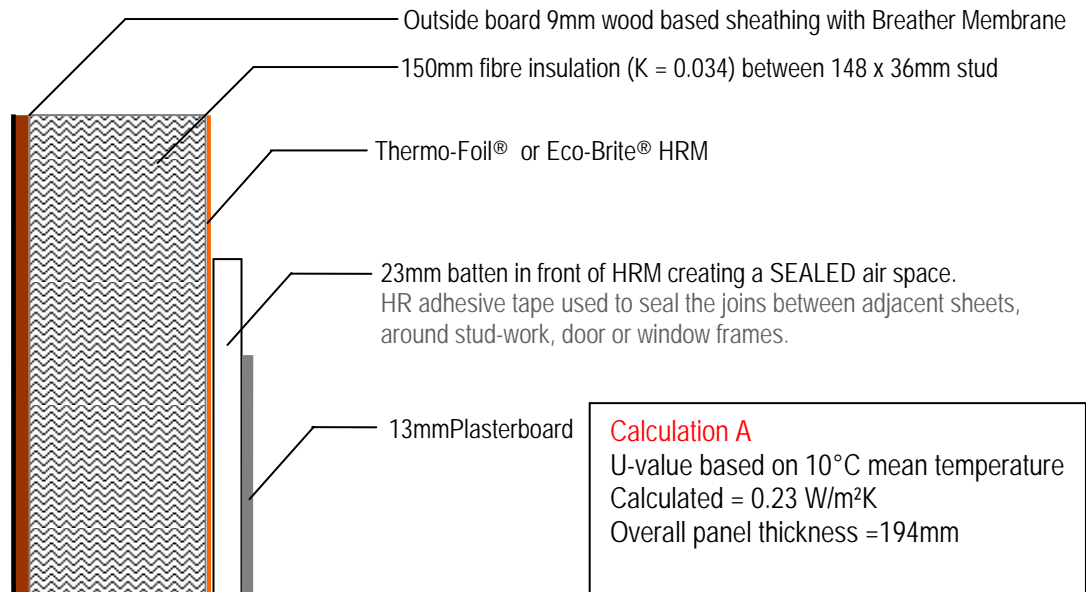 Outside board 9mm wood based sheathing with Breather Membrane
150mm fibre insulation (K = 0.034) between 148 x 36mm stud
Thermo-Foil® or Eco-Brite® HRM
23mm batten in front of HRM creating a SEALED air space.
HR adhesive tape used to seal the joins between adjacent sheets,
around stud-work, door or window frames.
13mmPlasterboard
Calculation A
U-value based on 10°C mean temperature
Calculated = 0.23 W/m²K
Overall panel thickness =194mm